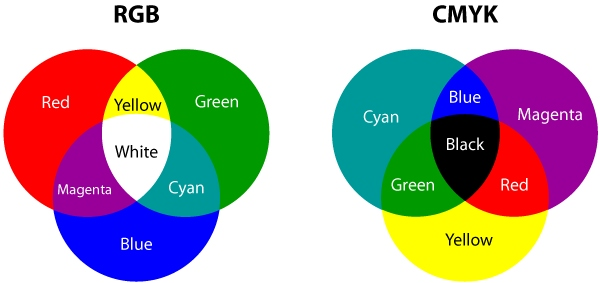 RGB
Red
Yellow
Green
White
Magenta
Cyan
Blue
CMYK
Cyan
Blue
Magenta
Black
Green
Red
Yellow